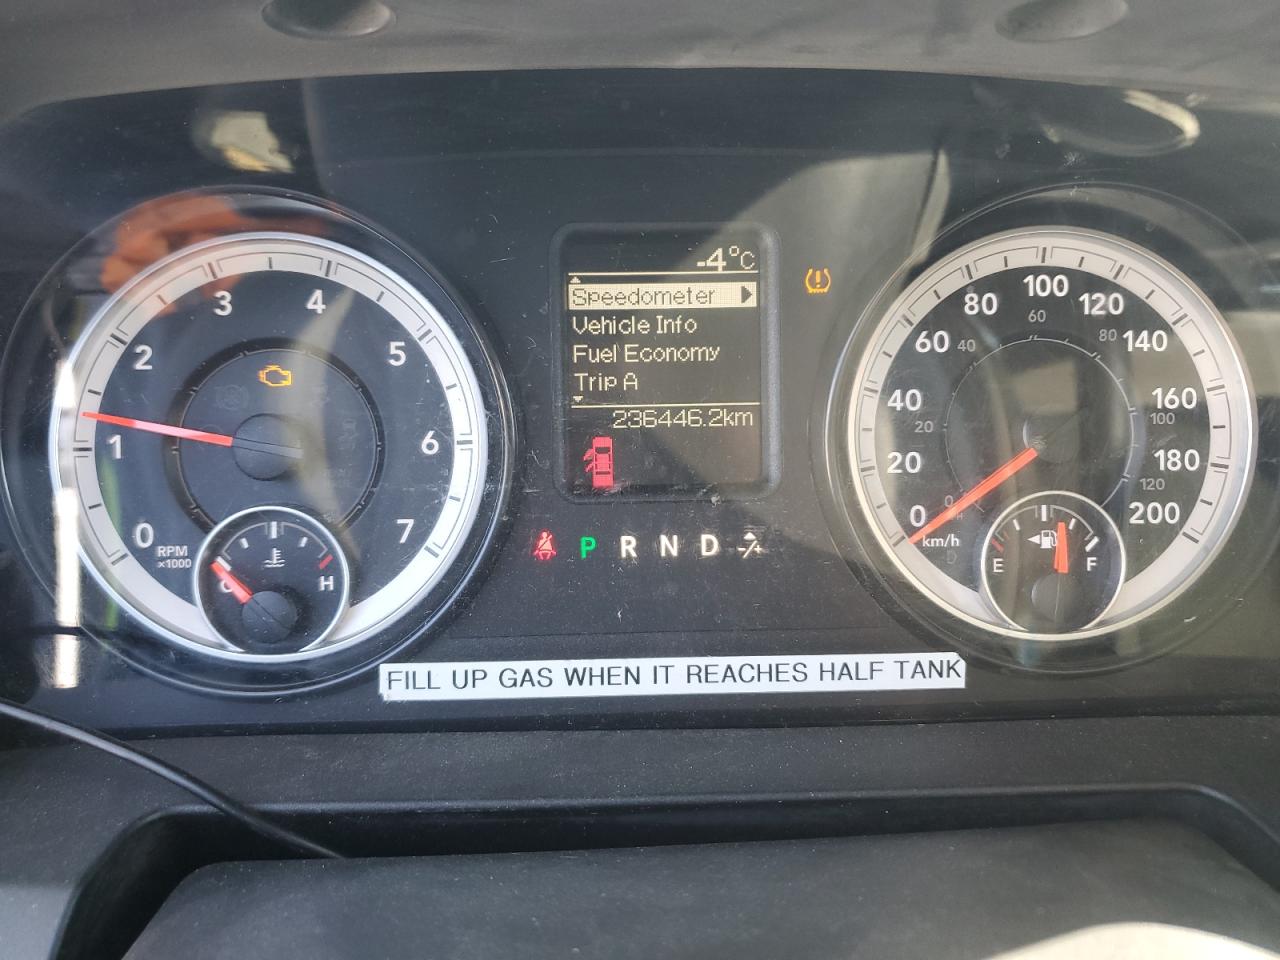 -4°C
Speedometer
Vehicle Info
Fuel Economy
Trip A
236446.2km
0
1
2
3
4
5
6
7
RPM
x1000
C
H
P R N D
0
20
40
60
80
100
120
140
160
180
200
0
20
40
60
80
100
120
km/h
E
F
FILL UP GAS WHEN IT REACHES HALF TANK